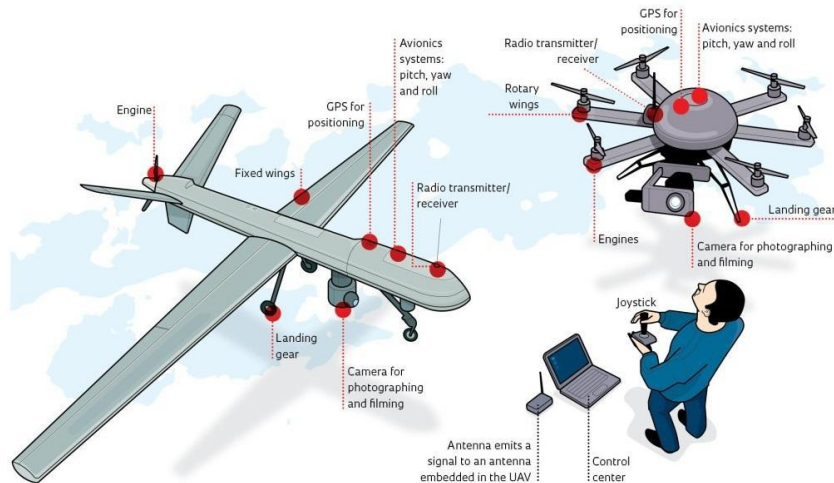 Engine
Fixed wings
GPS for
positioning
Avionics
systems:
pitch, yaw
and roll
Radio transmitter/
receiver
Landing
gear
Camera for
photographing
and filming
GPS for
positioning
Avionics systems:
pitch, yaw and roll
Radio transmitter/
receiver
Rotary
wings
Engines
Landing gear
Camera for photographing
and filming
Joystick
Antenna emits a
signal to an antenna
embedded in the UAV
Control
center